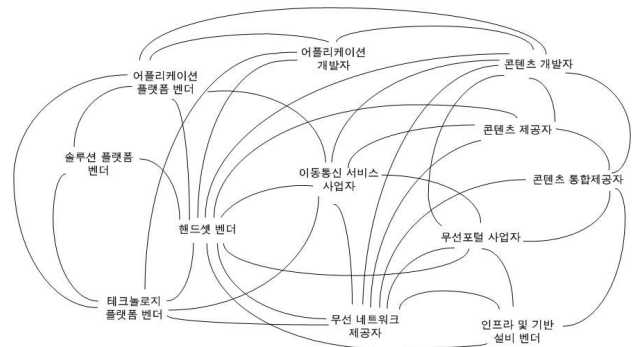 어플리케이션
개발자
어플리케이션
플랫폼 벤더
콘텐츠 개발자
콘텐츠 제공자
솔루션 플랫폼
벤더
이동통신 서비스
사업자
콘텐츠 통합제공자
핸드셋 벤더
무선포털 사업자
테크놀로지
플랫폼 벤더
무선 네트워크
제공자
인프라 및 기반
설비 벤더